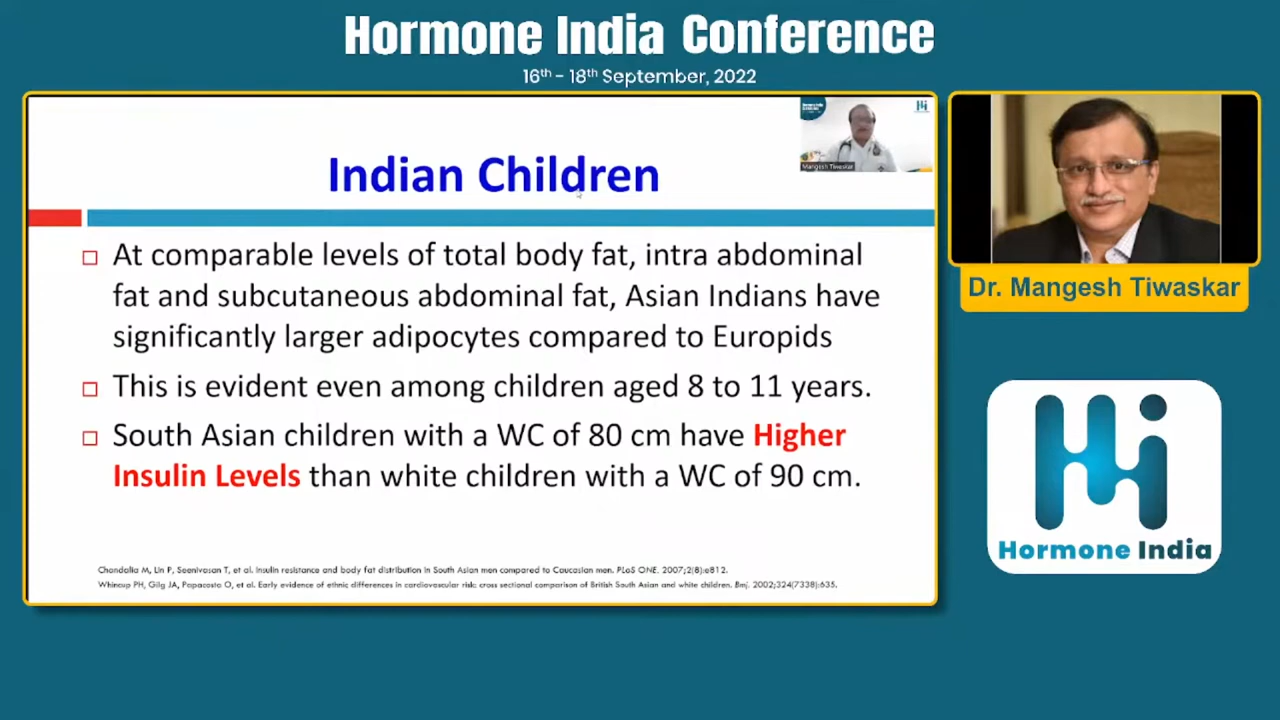 Hormone India Conference
16th - 18th September, 2022
Mangesh Tiwaskar
Indian Children
At comparable levels of total body fat, intra abdominal
fat and subcutaneous abdominal fat, Asian Indians have
significantly larger adipocytes compared to Europids
This is evident even among children aged 8 to 11 years.
South Asian children with a WC of 80 cm have Higher
Insulin Levels than white children with a WC of 90 cm.
Chandalia M, Lin P, Seenivasan T, et al. Insulin resistance and body fat distribution in South Asian men compared to Caucasian men. PLoS ONE. 2007;2(8):e812.
Whincup PH, Gilg JA, Papacosta O, et al. Early evidence of ethnic differences in cardiovascular risk: cross sectional comparison of British South Asian and white children. Bmj. 2002;324(7338):635.
Dr. Mangesh Tiwaskar
Hormone India